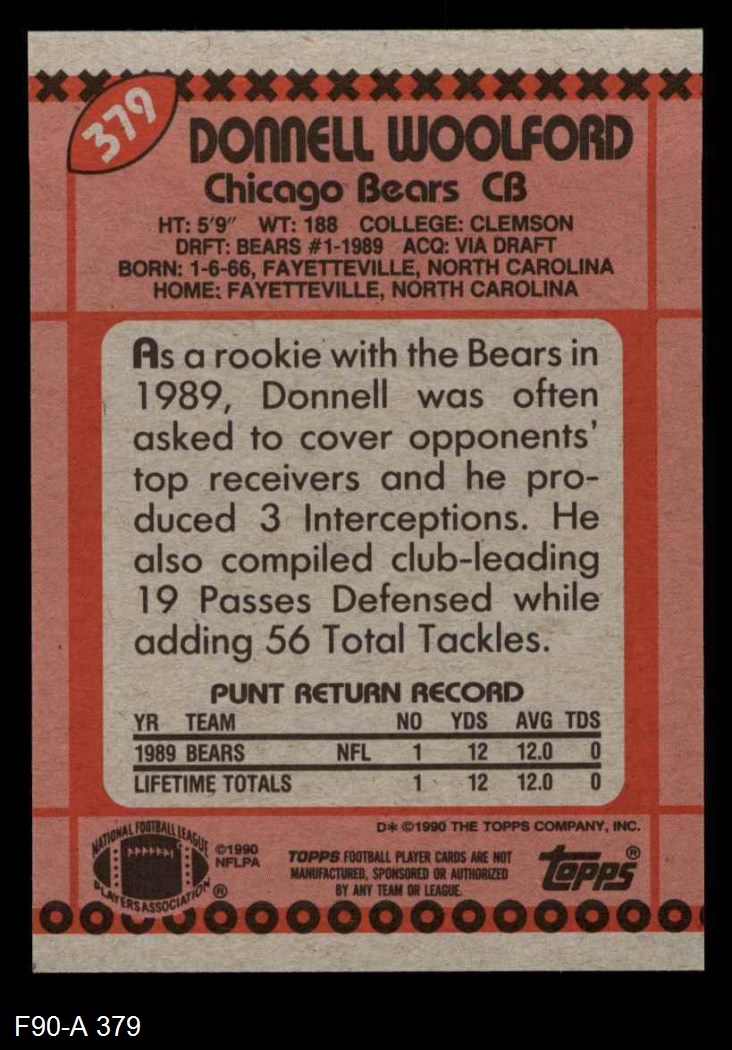 379
DONNELL WOOLFORD
Chicago Bears CB
HT: 5'9" WT: 188 COLLEGE: CLEMSON
DRFT: BEARS #1-1989 ACQ: VIA DRAFT
BORN: 1-6-66, FAYETTEVILLE, NORTH CAROLINA
HOME: FAYETTEVILLE, NORTH CAROLINA
As a rookie with the Bears in
1989, Donnell was often
asked to cover opponents'
top receivers and he pro-
duced 3 Interceptions. He
also compiled club-leading
19 Passes Defensed while
adding 56 Total Tackles.
PUNT RETURN RECORD
YR TEAM NO YDS AVG TDS
1989 BEARS NFL 1 12 12.0 0
LIFETIME TOTALS 1 12 12.0 0
D* ©1990 THE TOPPS COMPANY, INC.
NATIONAL FOOTBALL LEAGUE
PLAYERS ASSOCIATION ®
©1990
NFLPA
TOPPS FOOTBALL PLAYER CARDS ARE NOT
MANUFACTURED, SPONSORED OR AUTHORIZED
BY ANY TEAM OR LEAGUE.
topps®
F90-A 379